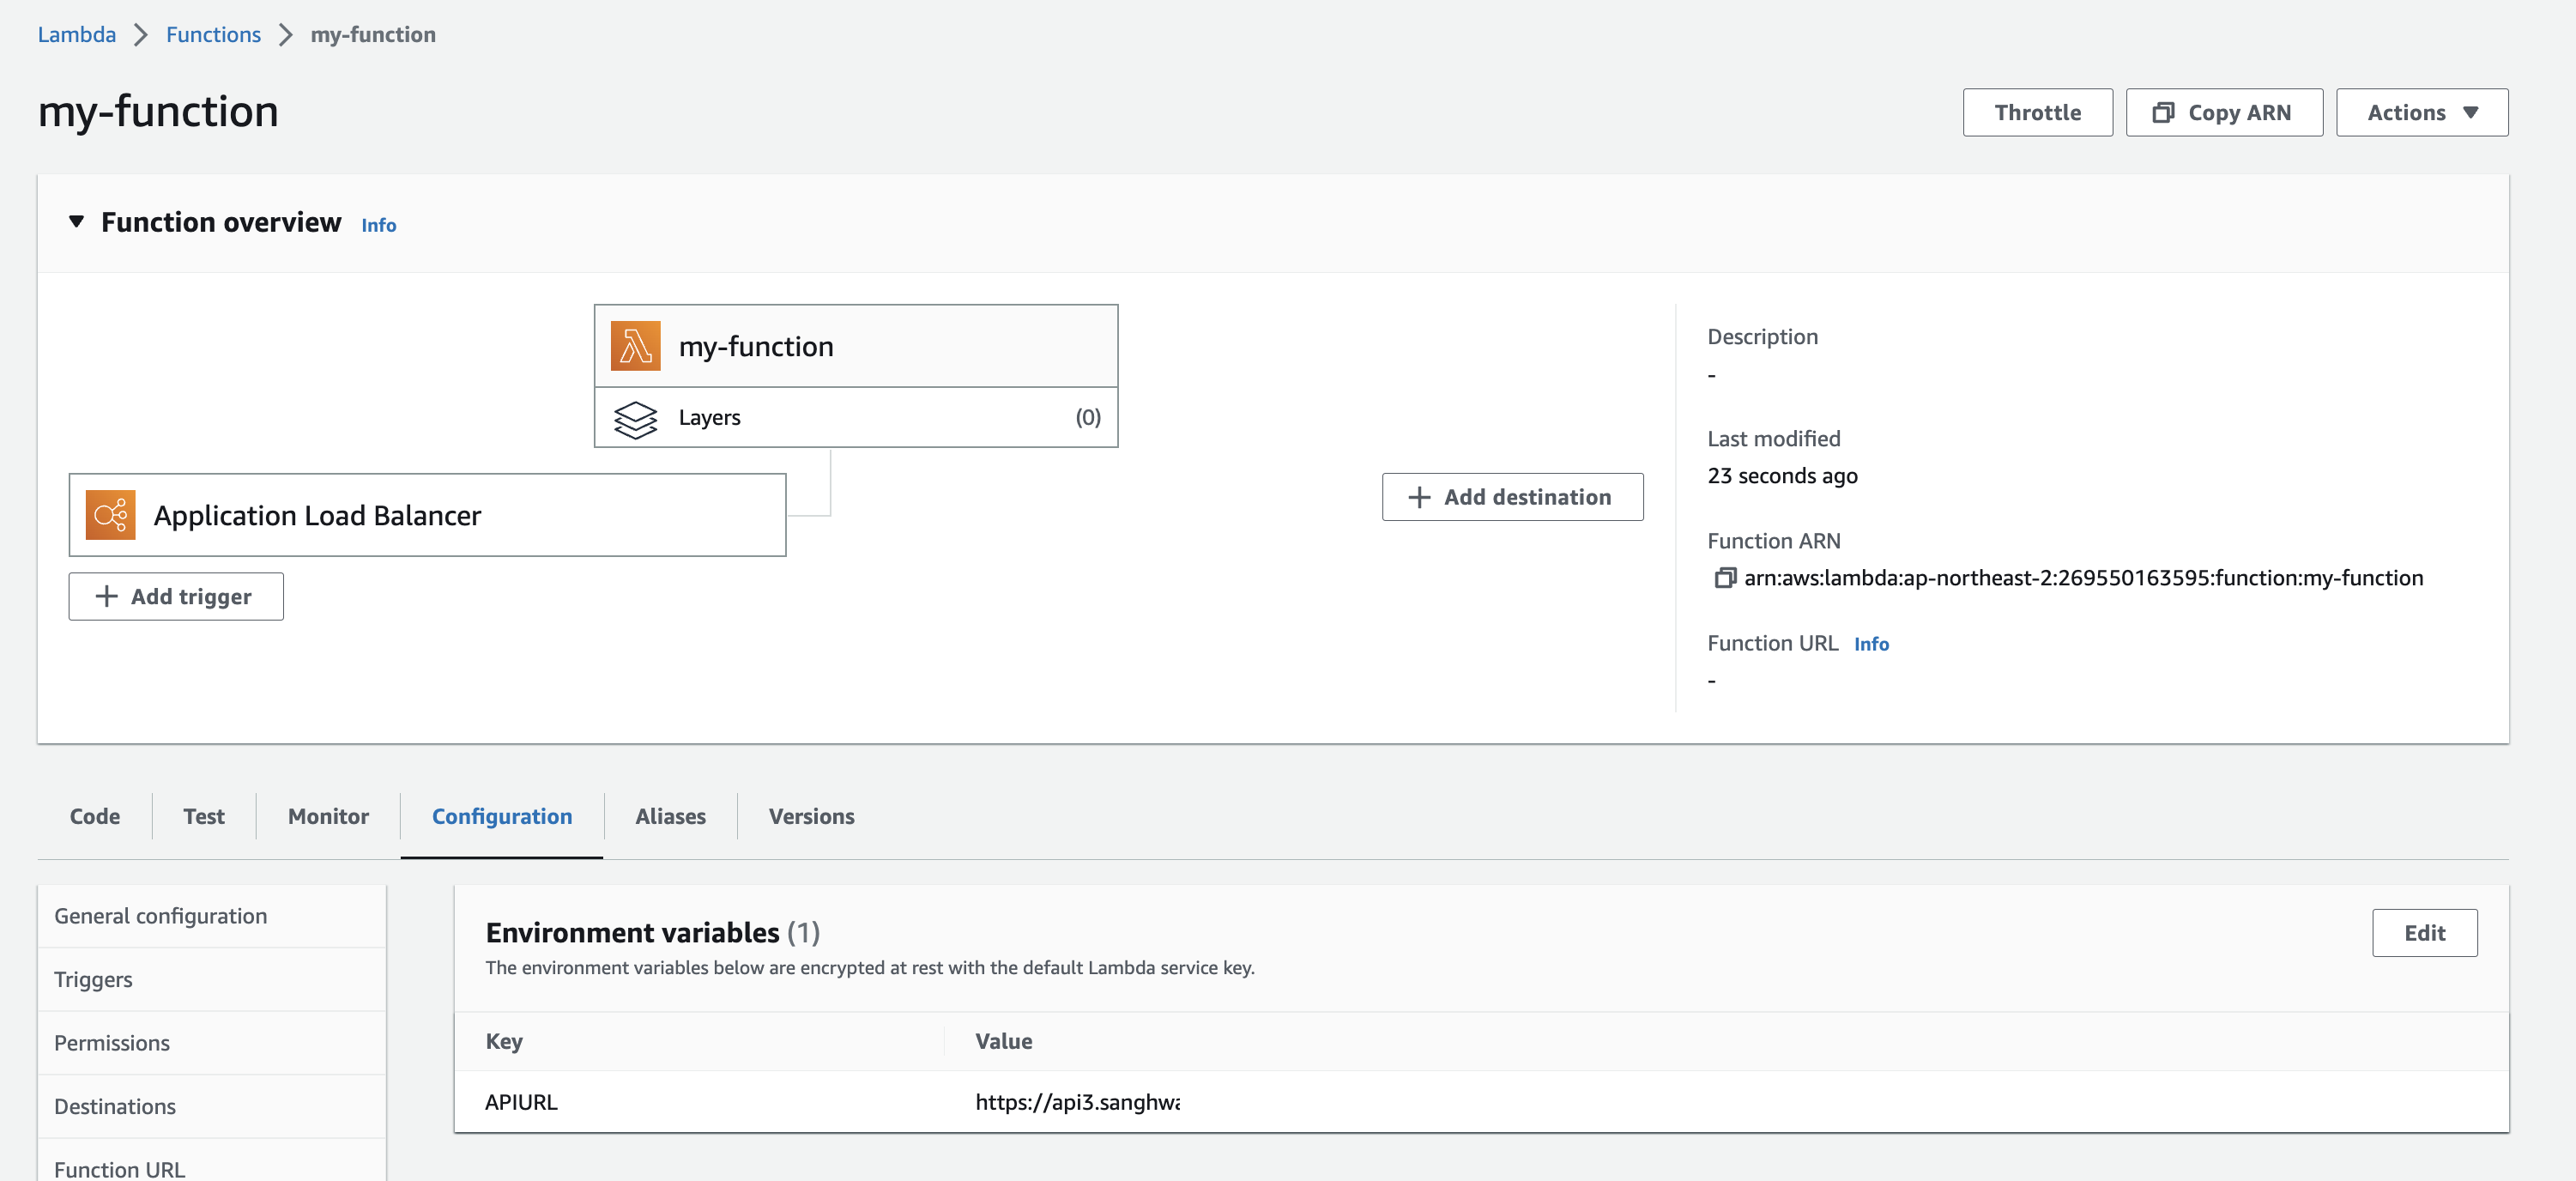 Lambda > Functions > my-function
my-function
Throttle
Copy ARN
Actions
Function overview Info
my-function
Layers (0)
Application Load Balancer
+ Add trigger
+ Add destination
Description
-
Last modified
23 seconds ago
Function ARN
arn:aws:lambda:ap-northeast-2:269550163595:function:my-function
Function URL Info
-
Code
Test
Monitor
Configuration
Aliases
Versions
General configuration
Triggers
Permissions
Destinations
Function URL
Environment variables (1)
Edit
The environment variables below are encrypted at rest with the default Lambda service key.
Key Value
APIURL https://api3.sanghwa